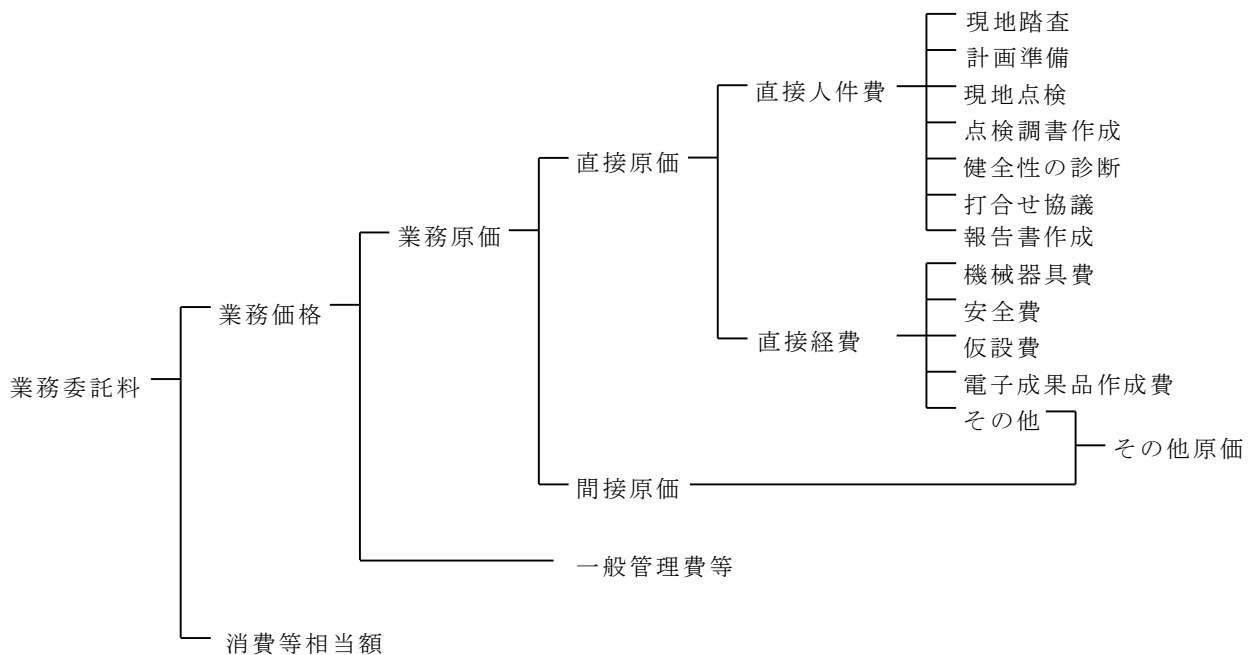 現地踏査
計画準備
直接人件費
現地点検
点検調書作成
直接原価
健全性の診断
打合せ協議
業務原価
報告書作成
機械器具費
業務価格
安全費
直接経費
仮設費
業務委託料
電子成果品作成費
その他
その他原価
間接原価
一般管理費等
消費等相当額